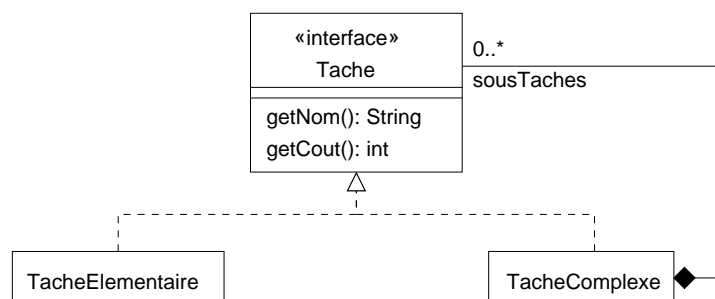 «interface»
Tache
0..*
sousTaches
getNom(): String
getCout(): int
TacheElementaire
TacheComplexe